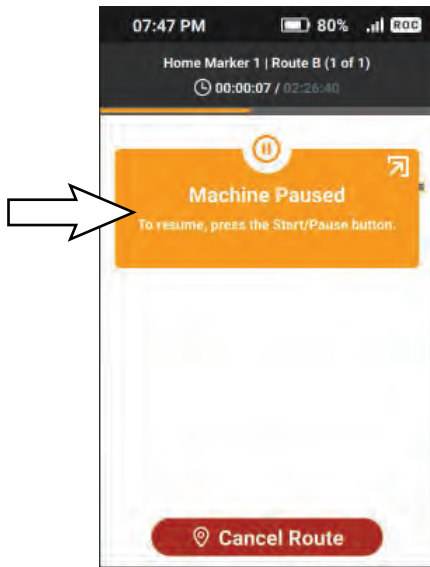 07:47 PM 80% ROC
Home Marker 1 | Route B (1 of 1)
00:00:07 / 02:26:40
Machine Paused
To resume, press the Start/Pause button.
Cancel Route